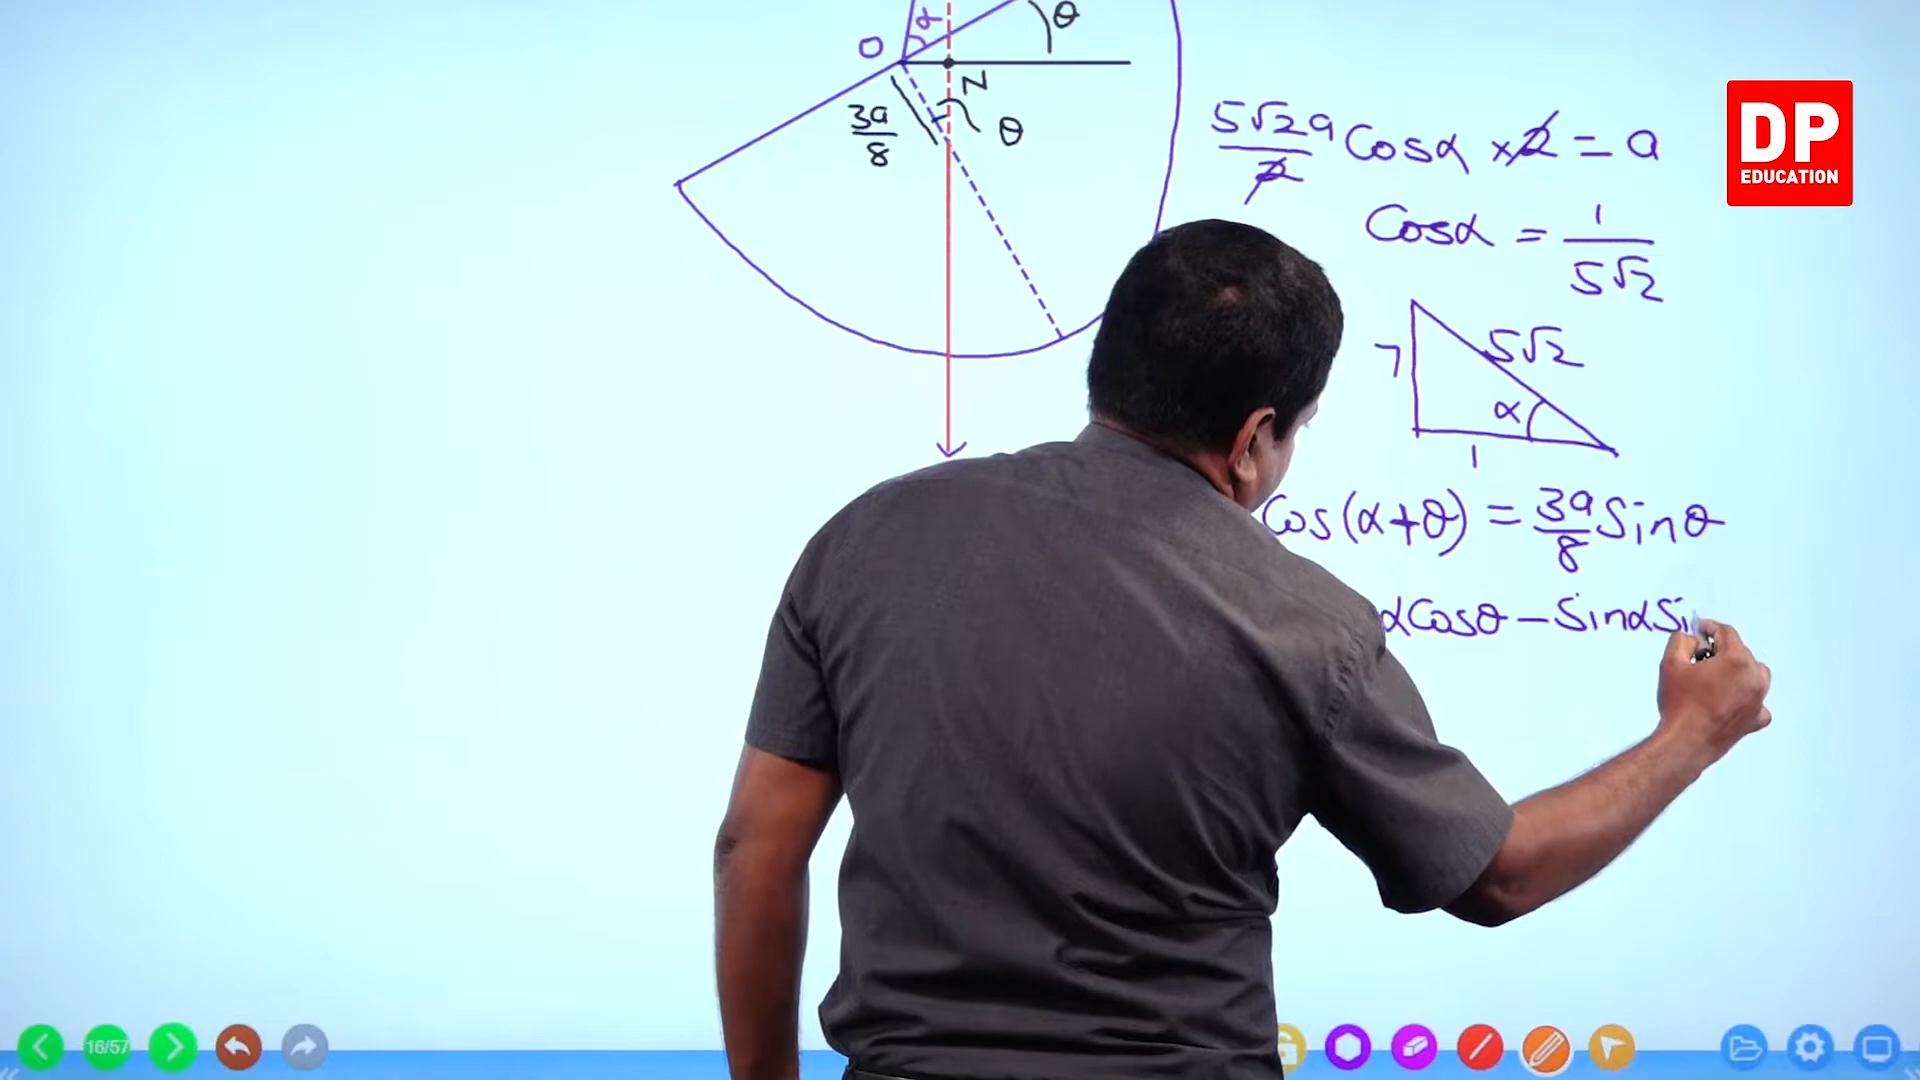 α
θ
O
N
3a/8
θ
5√2a/2 Cosα ×2 = a
Cosα = 1/5√2
7
5√2
α
1
Cos(α+θ) = 3a/8 Sinθ
αCosθ – SinαSi
DP
EDUCATION
16/57